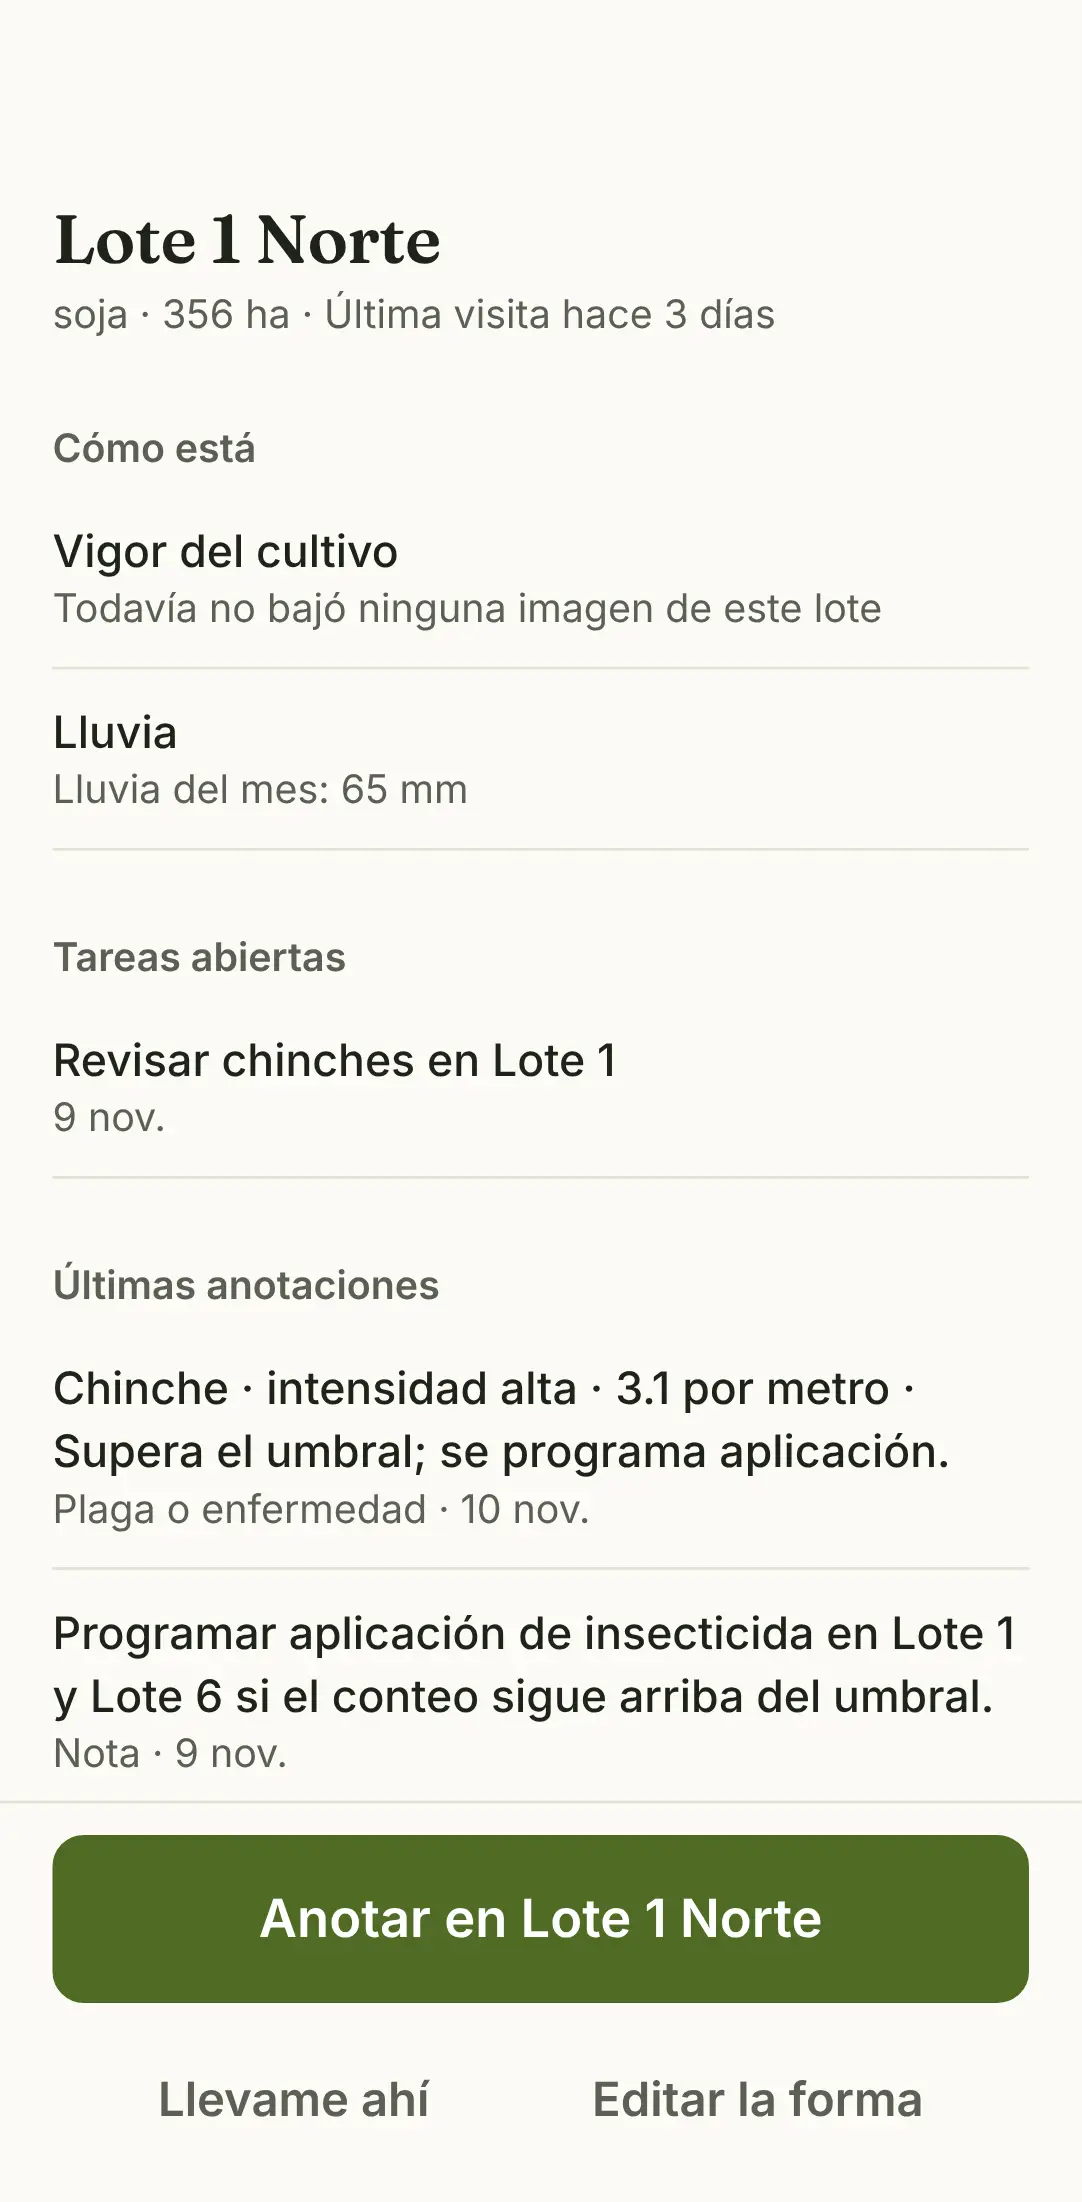 Lote 1 Norte
soja · 356 ha · Última visita hace 3 días
Cómo está
Vigor del cultivo
Todavía no bajó ninguna imagen de este lote
Lluvia
Lluvia del mes: 65 mm
Tareas abiertas
Revisar chinches en Lote 1
9 nov.
Últimas anotaciones
Chinche · intensidad alta · 3.1 por metro ·
Supera el umbral; se programa aplicación.
Plaga o enfermedad · 10 nov.
Programar aplicación de insecticida en Lote 1
y Lote 6 si el conteo sigue arriba del umbral.
Nota · 9 nov.
Anotar en Lote 1 Norte
Llevame ahí
Editar la forma